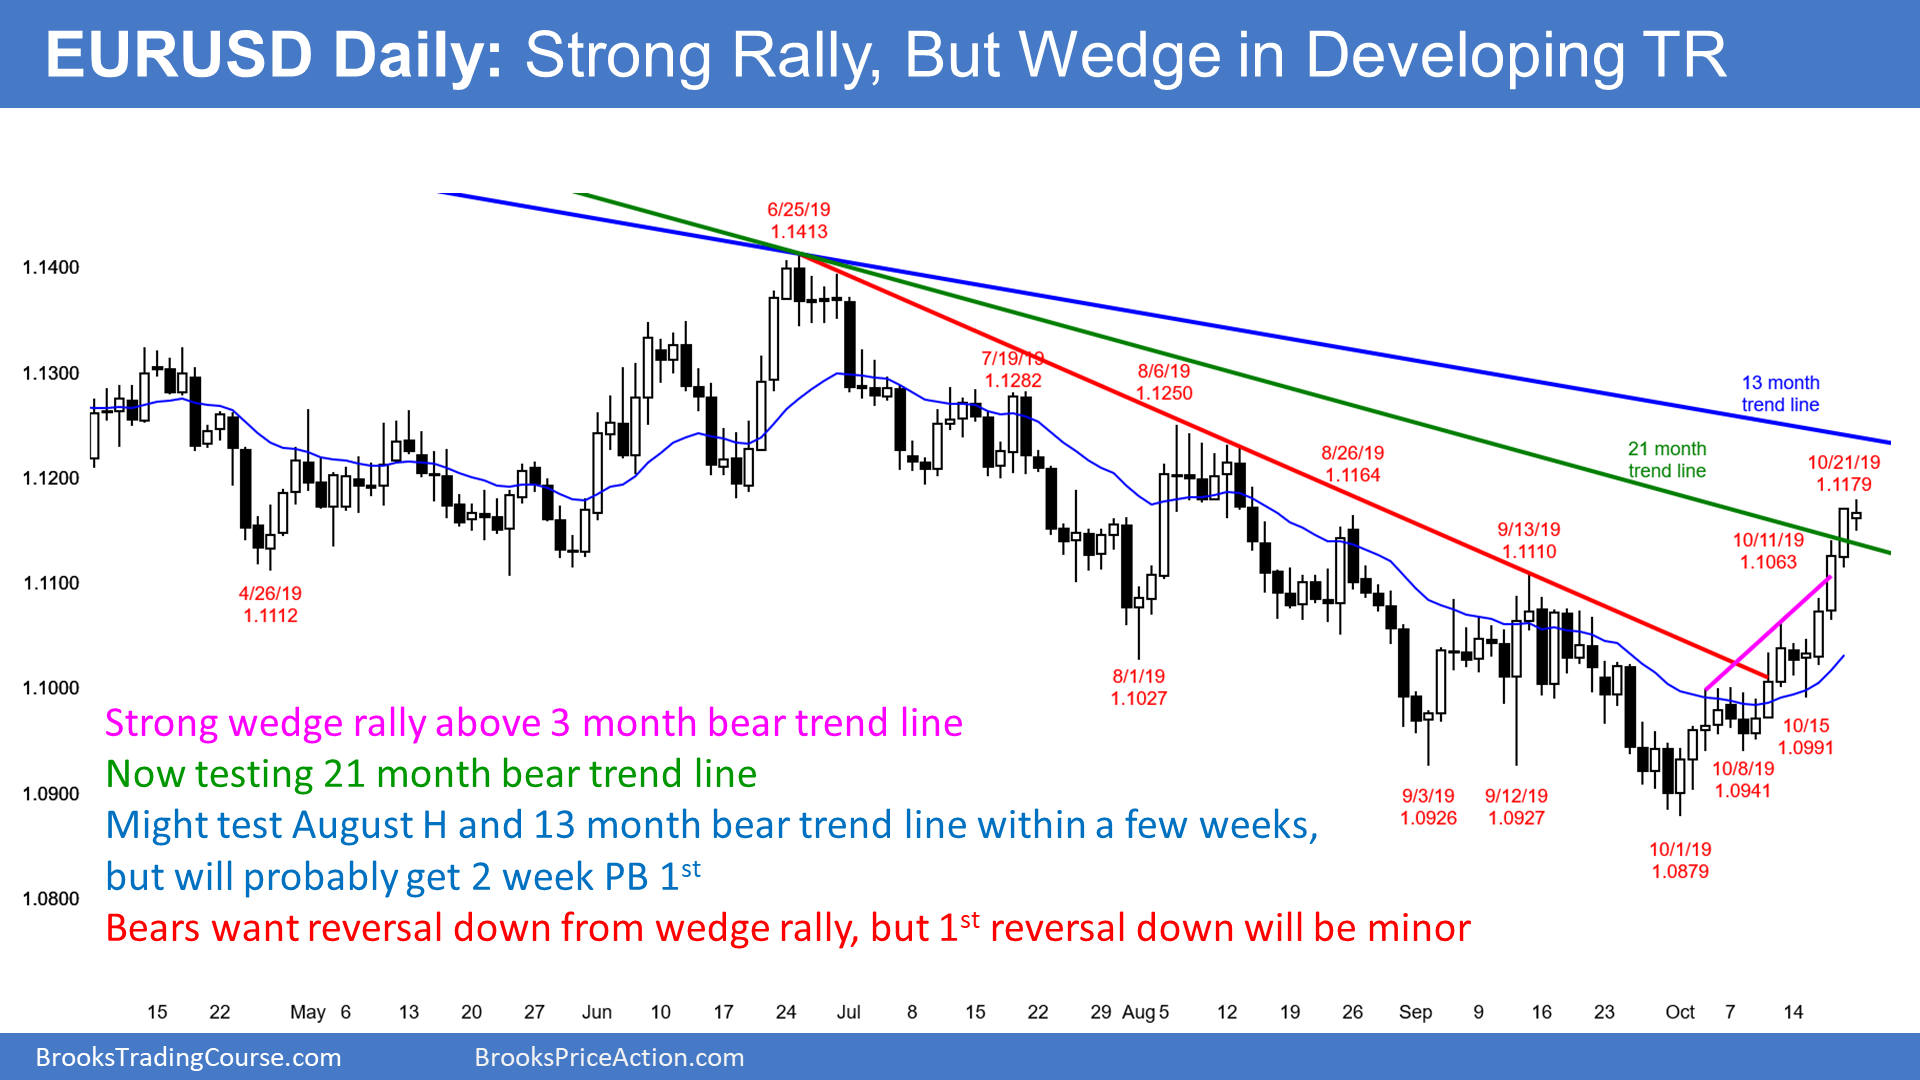 EURUSD Daily: Strong Rally, But Wedge in Developing TR
6/25/19
1.1413
1.1400
7/19/19
1.1282
8/6/19
1.1250
1.1300
13 month
trend line
21 month
trend line
8/26/19
1.1164
10/21/19
1.1179
1.1200
9/13/19
1.1110
10/11/19
1.1063
4/26/19
1.1112
1.1100
8/1/19
1.1027
1.1000
Strong wedge rally above 3 month bear trend line
10/15
1.0991
Now testing 21 month bear trend line
10/8/19
1.0941
1.0900
9/3/19
1.0926
9/12/19
1.0927
Might test August H and 13 month bear trend line within a few weeks,
but will probably get 2 week PB 1st
10/1/19
1.0879
1.0800
Bears want reversal down from wedge rally, but 1st reversal down will be minor
15 22 May 6 13 20 27 Jun 10 17 24 Jul 8 15 22 29 Aug 5 12 19 26 Sep 9 16 23 Oct 7 14
BrooksTradingCourse.com BrooksPriceAction.com